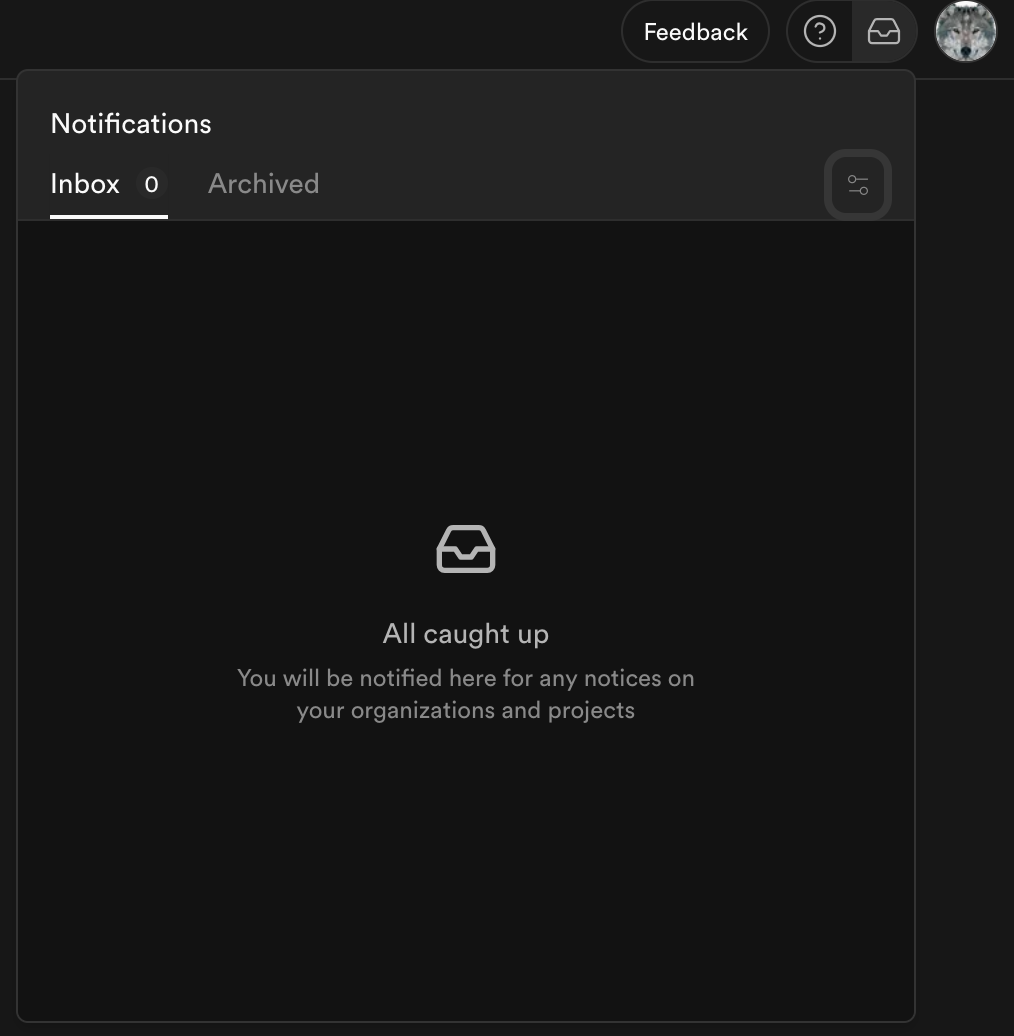 Feedback
Notifications
Inbox 0 Archived
All caught up
You will be notified here for any notices on
your organizations and projects